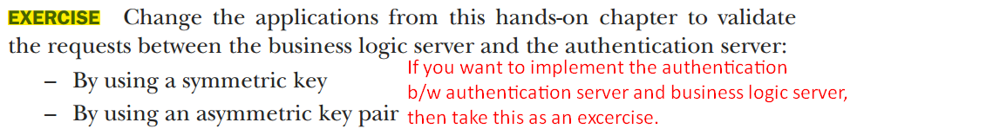 EXERCISE Change the applications from this hands-on chapter to validate
the requests between the business logic server and the authentication server:
– By using a symmetric key
– By using an asymmetric key pair
If you want to implement the authentication
b/w authentication server and business logic server,
then take this as an excercise.